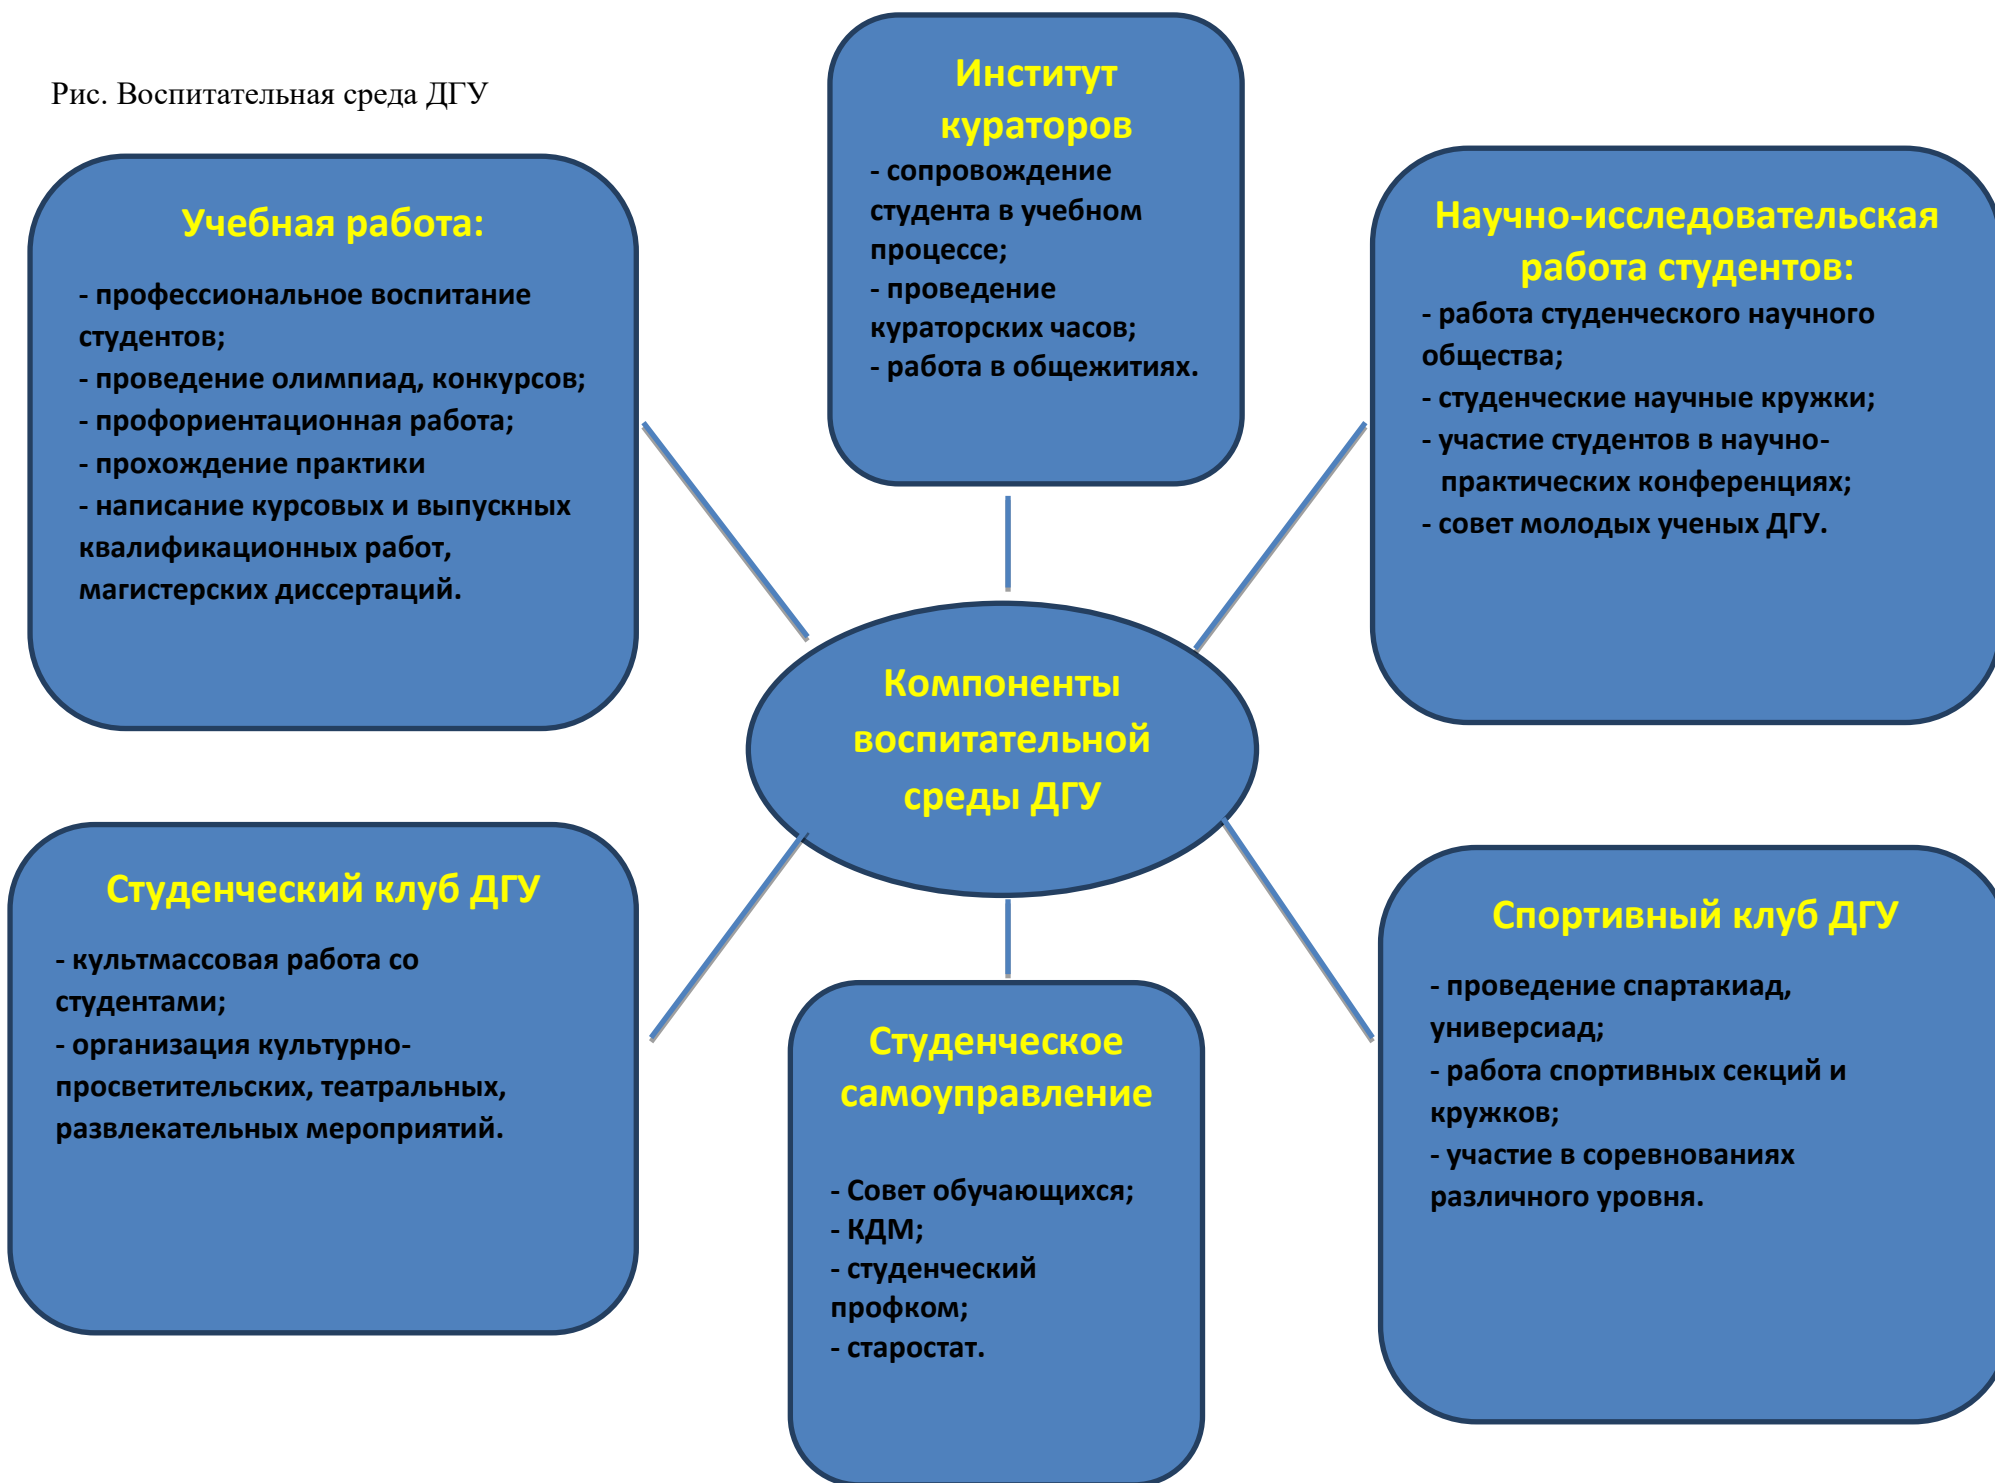 Рис. Воспитательная среда ДГУ
Учебная работа:
- профессиональное воспитание
студентов;
- проведение олимпиад, конкурсов;
- профориентационная работа;
- прохождение практики
- написание курсовых и выпускных
квалификационных работ,
магистерских диссертаций.
Институт
кураторов
- сопровождение
студента в учебном
процессе;
- проведение
кураторских часов;
- работа в общежитиях.
Научно-исследовательская
работа студентов:
- работа студенческого научного
общества;
- студенческие научные кружки;
- участие студентов в научно-
практических конференциях;
- совет молодых ученых ДГУ.
Компоненты
воспитательной
среды ДГУ
Студенческий клуб ДГУ
- культмассовая работа со
студентами;
- организация культурно-
просветительских, театральных,
развлекательных мероприятий.
Студенческое
самоуправление
- Совет обучающихся;
- КДМ;
- студенческий
профком;
- старостат.
Спортивный клуб ДГУ
- проведение спартакиад,
универсиад;
- работа спортивных секций и
кружков;
- участие в соревнованиях
различного уровня.